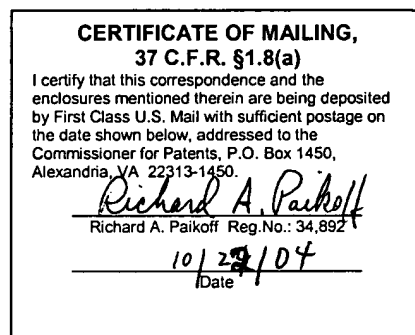 CERTIFICATE OF MAILING,
37 C.F.R. §1.8(a)
I certify that this correspondence and the
enclosures mentioned therein are being deposited
by First Class U.S. Mail with sufficient postage on
the date shown below, addressed to the
Commissioner for Patents, P.O. Box 1450,
Alexandria, VA 22313-1450.
Richard A. Paikoff
Richard A. Paikoff Reg.No.: 34,892
Date